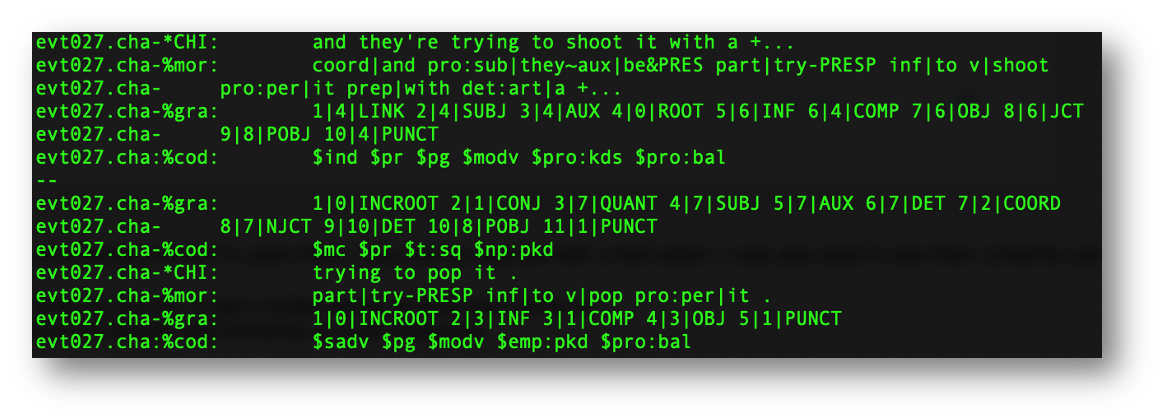 evt027.cha-*CHI: and they're trying to shoot it with a +...
evt027.cha-%mor: coord|and pro:sub|they~aux|be&PRES part|try-PRESP inf|to v|shoot
evt027.cha- pro:per|it prep|with det:art|a +...
evt027.cha-%gra: 1|4|LINK 2|4|SUBJ 3|4|AUX 4|0|ROOT 5|6|INF 6|4|COMP 7|6|OBJ 8|6|JCT
evt027.cha- 9|8|POBJ 10|4|PUNCT
evt027.cha:%cod: $ind $pr $pg $modv $pro:kds $pro:bal
--
evt027.cha-%gra: 1|0|INCROOT 2|1|CONJ 3|7|QUANT 4|7|SUBJ 5|7|AUX 6|7|DET 7|2|COORD
evt027.cha- 8|7|NJCT 9|10|DET 10|8|POBJ 11|1|PUNCT
evt027.cha-%cod: $mc $pr $t:sq $np:pkd
evt027.cha-*CHI: trying to pop it .
evt027.cha-%mor: part|try-PRESP inf|to v|pop pro:per|it .
evt027.cha-%gra: 1|0|INCROOT 2|3|INF 3|1|COMP 4|3|OBJ 5|1|PUNCT
evt027.cha:%cod: $sadv $pg $modv $emp:pkd $pro:bal